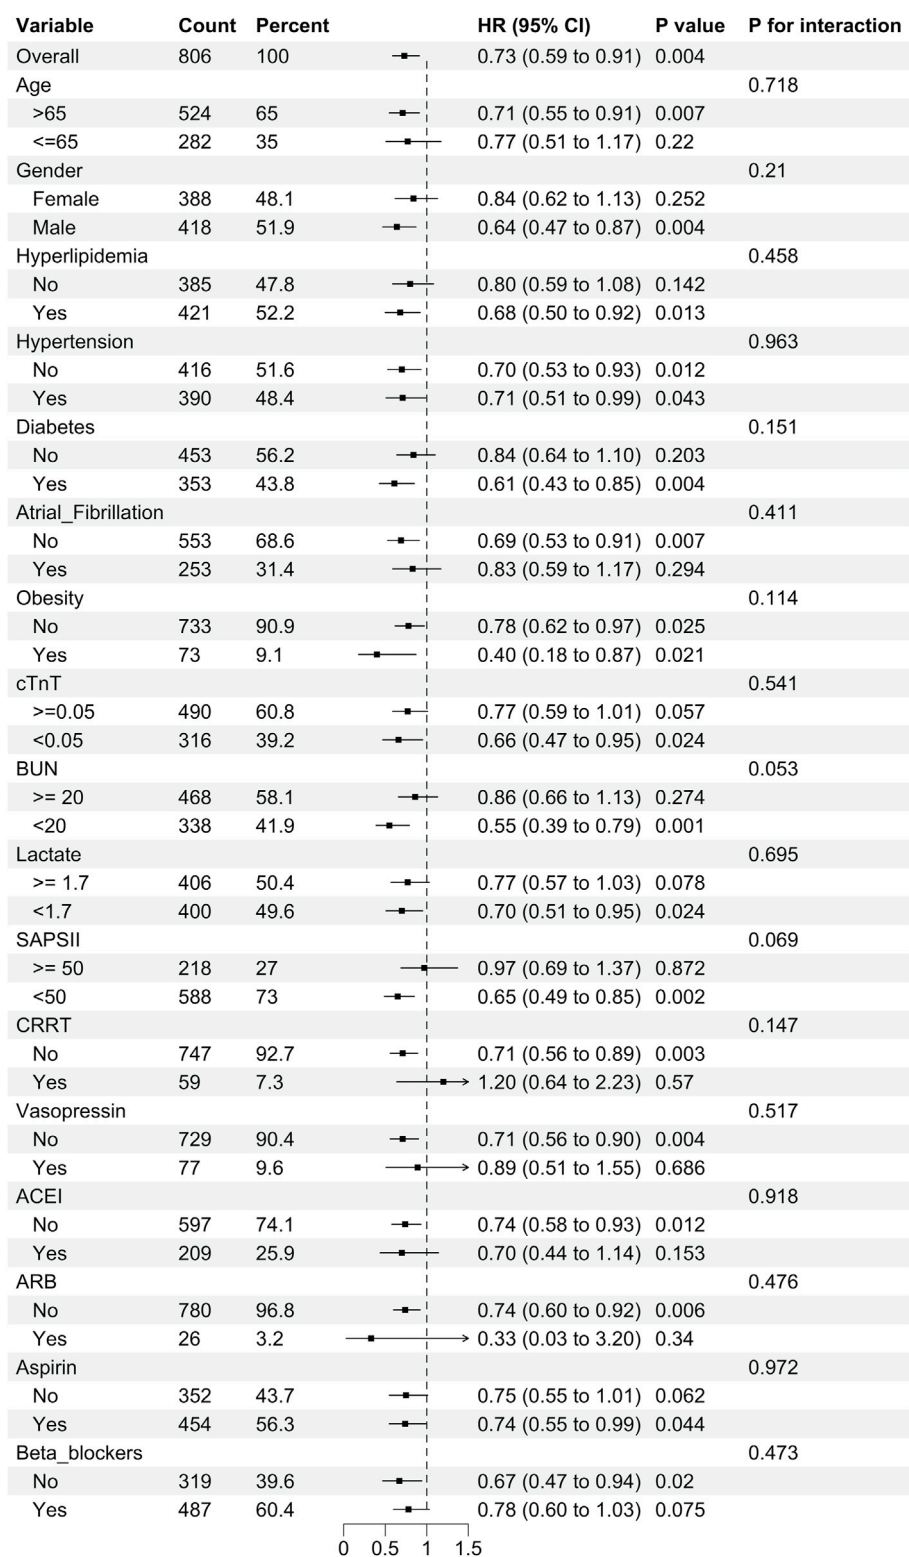 Variable Count Percent HR (95% CI) P value P for interaction
Overall 806 100 0.73 (0.59 to 0.91) 0.004
Age 0.718
>65 524 65 0.71 (0.55 to 0.91) 0.007
<=65 282 35 0.77 (0.51 to 1.17) 0.22
Gender 0.21
Female 388 48.1 0.84 (0.62 to 1.13) 0.252
Male 418 51.9 0.64 (0.47 to 0.87) 0.004
Hyperlipidemia 0.458
No 385 47.8 0.80 (0.59 to 1.08) 0.142
Yes 421 52.2 0.68 (0.50 to 0.92) 0.013
Hypertension 0.963
No 416 51.6 0.70 (0.53 to 0.93) 0.012
Yes 390 48.4 0.71 (0.51 to 0.99) 0.043
Diabetes 0.151
No 453 56.2 0.84 (0.64 to 1.10) 0.203
Yes 353 43.8 0.61 (0.43 to 0.85) 0.004
Atrial_Fibrillation 0.411
No 553 68.6 0.69 (0.53 to 0.91) 0.007
Yes 253 31.4 0.83 (0.59 to 1.17) 0.294
Obesity 0.114
No 733 90.9 0.78 (0.62 to 0.97) 0.025
Yes 73 9.1 0.40 (0.18 to 0.87) 0.021
cTnT 0.541
>=0.05 490 60.8 0.77 (0.59 to 1.01) 0.057
<0.05 316 39.2 0.66 (0.47 to 0.95) 0.024
BUN 0.053
>= 20 468 58.1 0.86 (0.66 to 1.13) 0.274
<20 338 41.9 0.55 (0.39 to 0.79) 0.001
Lactate 0.695
>= 1.7 406 50.4 0.77 (0.57 to 1.03) 0.078
<1.7 400 49.6 0.70 (0.51 to 0.95) 0.024
SAPSII 0.069
>= 50 218 27 0.97 (0.69 to 1.37) 0.872
<50 588 73 0.65 (0.49 to 0.85) 0.002
CRRT 0.147
No 747 92.7 0.71 (0.56 to 0.89) 0.003
Yes 59 7.3 1.20 (0.64 to 2.23) 0.57
Vasopressin 0.517
No 729 90.4 0.71 (0.56 to 0.90) 0.004
Yes 77 9.6 0.89 (0.51 to 1.55) 0.686
ACEI 0.918
No 597 74.1 0.74 (0.58 to 0.93) 0.012
Yes 209 25.9 0.70 (0.44 to 1.14) 0.153
ARB 0.476
No 780 96.8 0.74 (0.60 to 0.92) 0.006
Yes 26 3.2 0.33 (0.03 to 3.20) 0.34
Aspirin 0.972
No 352 43.7 0.75 (0.55 to 1.01) 0.062
Yes 454 56.3 0.74 (0.55 to 0.99) 0.044
Beta_blockers 0.473
No 319 39.6 0.67 (0.47 to 0.94) 0.02
Yes 487 60.4 0.78 (0.60 to 1.03) 0.075
0 0.5 1 1.5